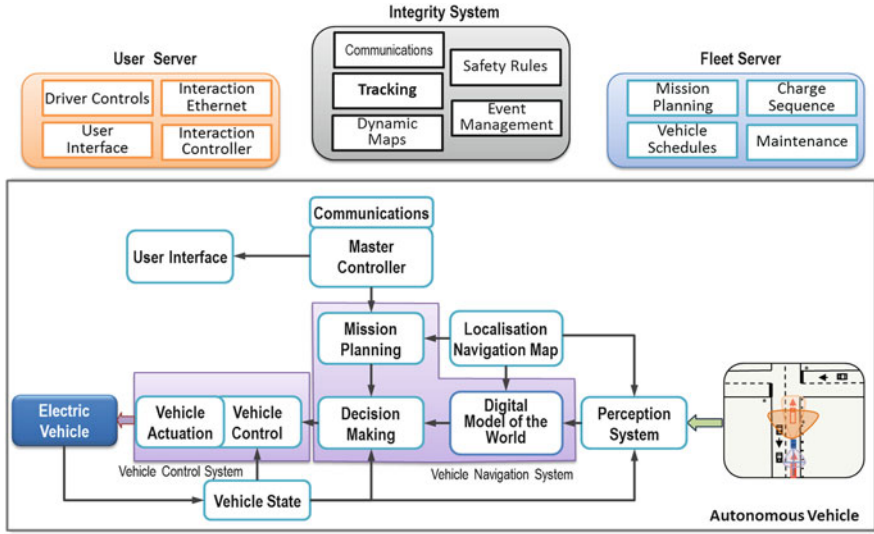 Integrity System
User Server
Fleet Server
Communications
Safety Rules
Tracking
Event
Management
Dynamic
Maps
Driver Controls
Interaction
Ethernet
User
Interface
Interaction
Controller
Mission
Planning
Charge
Sequence
Vehicle
Schedules
Maintenance
Communications
Master
Controller
User Interface
Mission
Planning
Localisation
Navigation Map
Electric
Vehicle
Vehicle
Actuation
Vehicle
Control
Decision
Making
Digital
Model of the
World
Perception
System
Vehicle Control System
Vehicle Navigation System
Vehicle State
Autonomous Vehicle